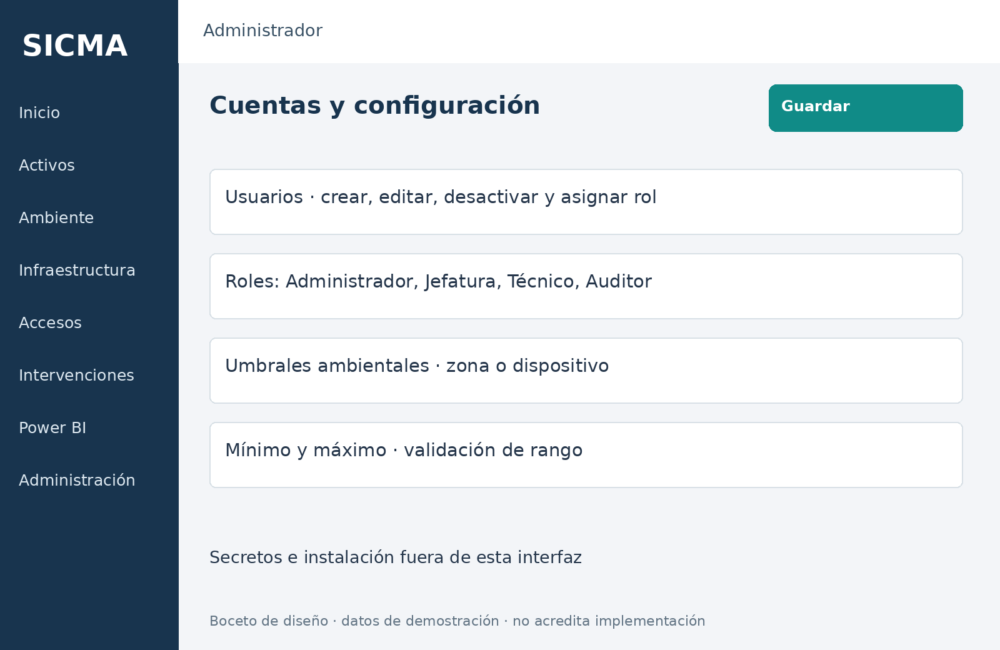 SICMA
Inicio
Activos
Ambiente
Infraestructura
Accesos
Intervenciones
Power BI
Administración
Administrador
Cuentas y configuración
Guardar
Usuarios · crear, editar, desactivar y asignar rol
Roles: Administrador, Jefatura, Técnico, Auditor
Umbrales ambientales · zona o dispositivo
Mínimo y máximo · validación de rango
Secretos e instalación fuera de esta interfaz
Boceto de diseño · datos de demostración · no acredita implementación